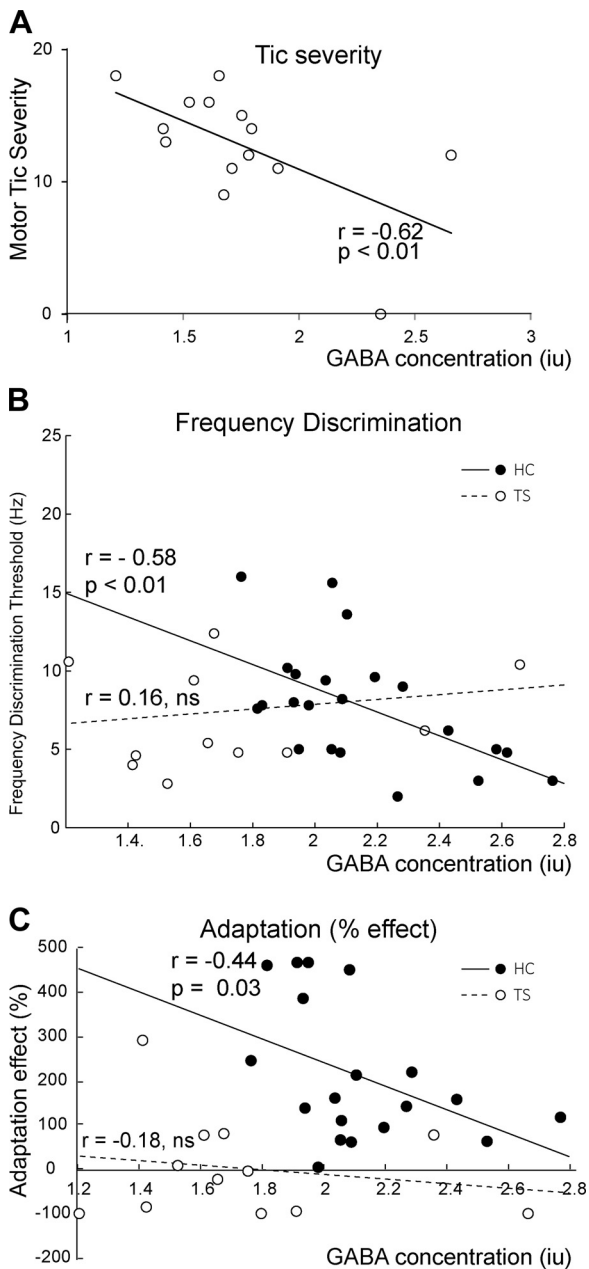 A
Tic severity
Motor Tic Severity
20
10
0
r = -0.62
p < 0.01
1
1.5
2
2.5
3
GABA concentration (iu)
B
Frequency Discrimination
Frequency Discrimination Threshold (Hz)
25
20
15
10
5
0
HC
TS
r = - 0.58
p < 0.01
r = 0.16, ns
1.4.
1.6
1.8
2
2.2
2.4
2.6
2.8
GABA concentration (iu)
C
Adaptation (% effect)
Adaptation effect (%)
500
400
300
200
100
0
-100
-200
r = -0.44
p = 0.03
HC
TS
r = -0.18, ns
1.2
1.4
1.6
1.8
2
2.2
2.4
2.6
2.8
GABA concentration (iu)